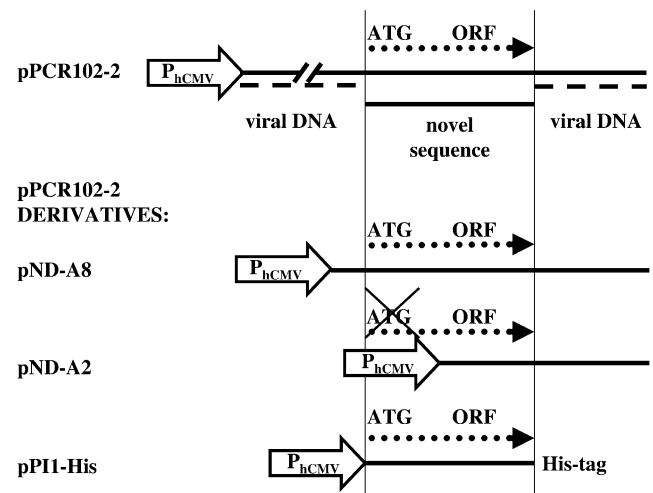 ATG ORF
pPCR102-2
PhCMV
viral DNA
novel
sequence
viral DNA
pPCR102-2
DERIVATIVES:
ATG ORF
pND-A8
PhCMV
ATG ORF
pND-A2
PhCMV
ATG ORF
pPI1-His
PhCMV
His-tag